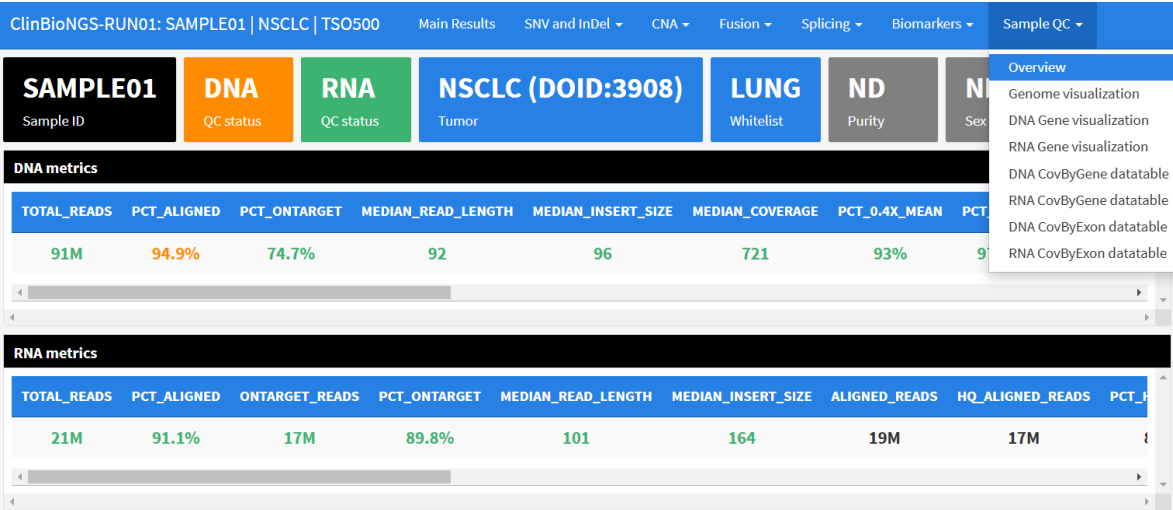 ClinBioNGS-RUN01: SAMPLE01 | NSCLC | TSO500 Main Results SNV and InDel CNA Fusion Splicing Biomarkers Sample QC
Overview
Genome visualization
DNA Gene visualization
RNA Gene visualization
DNA CovByGene datatable
RNA CovByGene datatable
DNA CovByExon datatable
RNA CovByExon datatable
SAMPLE01 DNA RNA NSCLC (DOID:3908) LUNG ND
Sample ID QC status QC status Tumor Whitelist Purity Sex
DNA metrics
TOTAL_READS PCT_ALIGNED PCT_ONTARGET MEDIAN_READ_LENGTH MEDIAN_INSERT_SIZE MEDIAN_COVERAGE PCT_0.4X_MEAN
91M 94.9% 74.7% 92 96 721 93%
RNA metrics
TOTAL_READS PCT_ALIGNED ONTARGET_READS PCT_ONTARGET MEDIAN_READ_LENGTH MEDIAN_INSERT_SIZE ALIGNED_READS HQ_ALIGNED_READS
21M 91.1% 17M 89.8% 101 164 19M 17M